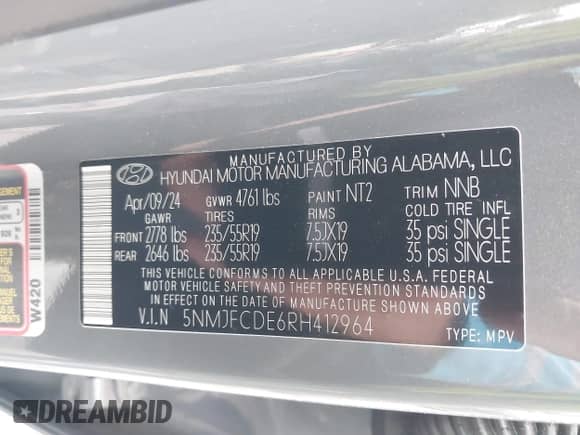 MANUFACTURED BY
HYUNDAI MOTOR MANUFACTURING ALABAMA, LLC
Apr/09/24 GVWR 4761 lbs PAINT NT2 TRIM NNB
GAWR TIRES RIMS COLD TIRE INFL
FRONT 2778 lbs 235/55R19 7.5JX19 35 psi SINGLE
REAR 2646 lbs 235/55R19 7.5JX19 35 psi SINGLE
THIS VEHICLE CONFORMS TO ALL APPLICABLE U.S.A. FEDERAL
MOTOR VEHICLE SAFETY AND THEFT PREVENTION STANDARDS
IN EFFECT ON THE DATE OF MANUFACTURE SHOWN ABOVE.
V.I.N 5NMJFCDE6RH412964
TYPE: MPV
W420
DREAMBID